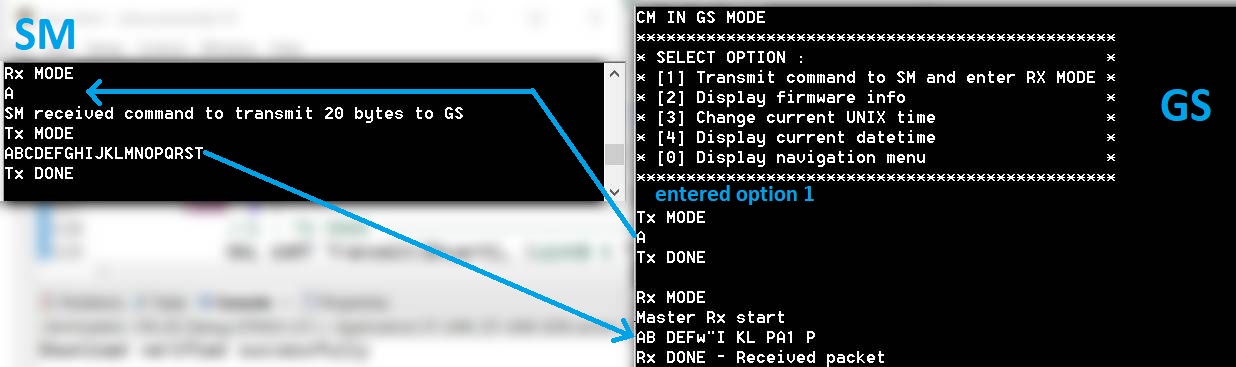 SM
Rx MODE
A
SM received command to transmit 20 bytes to GS
Tx MODE
ABCDEFGHIJKLMNOPQRST
Tx DONE
CM IN GS MODE
************************************************
* SELECT OPTION : *
* [1] Transmit command to SM and enter RX MODE *
* [2] Display firmware info *
* [3] Change current UNIX time *
* [4] Display current datetime *
* [0] Display navigation menu *
************************************************
GS
entered option 1
Tx MODE
A
Tx DONE
Rx MODE
Master Rx start
AB DEFw"I KL PA1 P
Rx DONE - Received packet